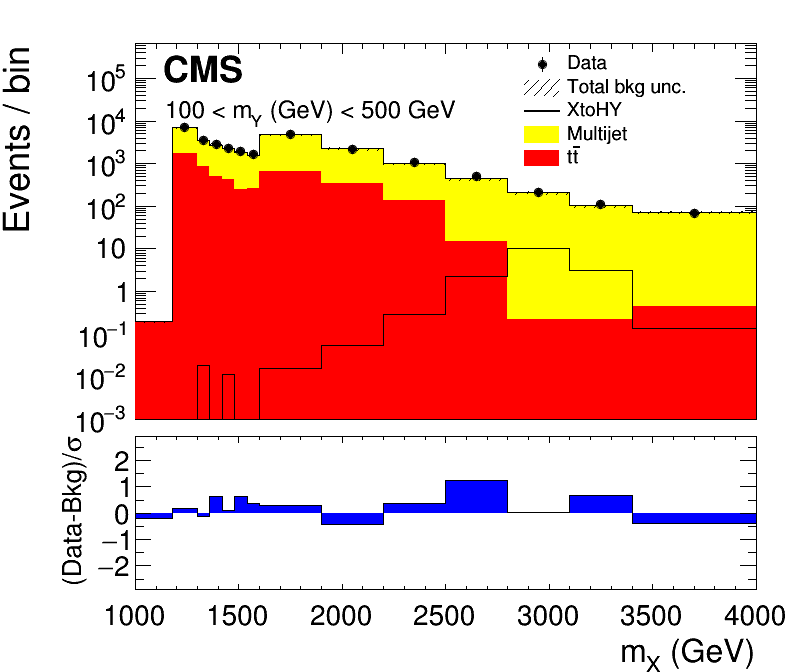 Events / bin
CMS
100 < m_Y (GeV) < 500 GeV
Data
Total bkg unc.
XtoHY
Multijet
tt̄
10^5
10^4
10^3
10^2
10
1
10^−1
10^−2
10^−3
(Data-Bkg)/σ
2
1
0
−1
−2
1000 1500 2000 2500 3000 3500 4000
m_X (GeV)